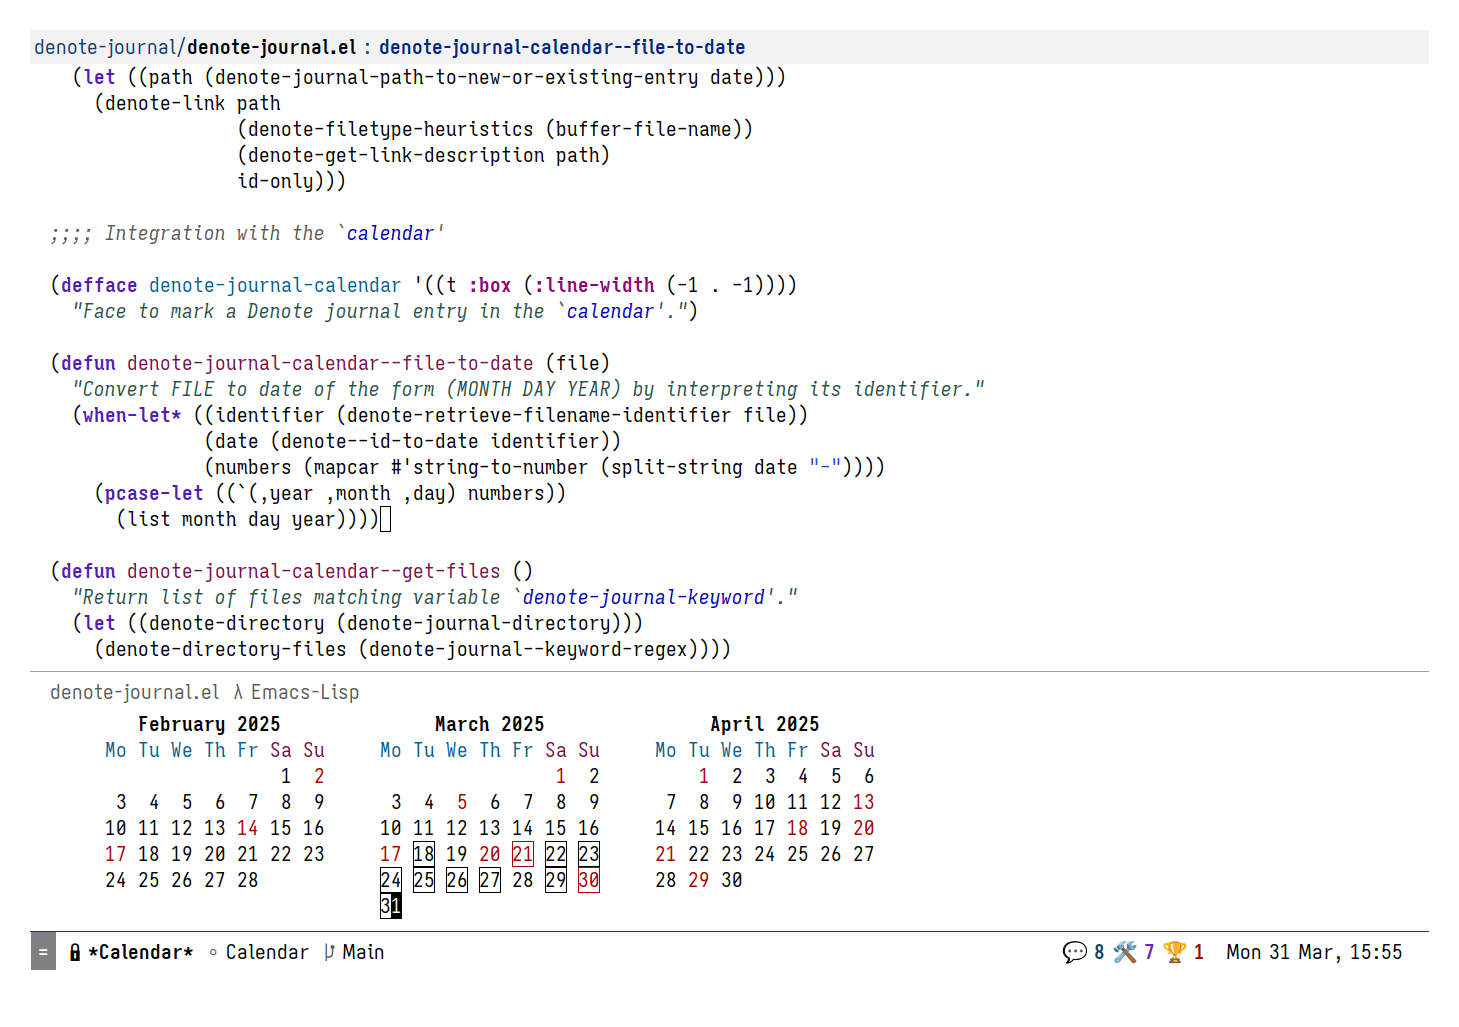 denote-journal/denote-journal.el : denote-journal-calendar--file-to-date
(let ((path (denote-journal-path-to-new-or-existing-entry date)))
(denote-link path
(denote-filetype-heuristics (buffer-file-name))
(denote-get-link-description path)
id-only)))
;;;; Integration with the `calendar'
(defface denote-journal-calendar '((t :box (:line-width (-1 . -1))))
"Face to mark a Denote journal entry in the `calendar'.")
(defun denote-journal-calendar--file-to-date (file)
"Convert FILE to date of the form (MONTH DAY YEAR) by interpreting its identifier."
(when-let* ((identifier (denote-retrieve-filename-identifier file))
(date (denote--id-to-date identifier))
(numbers (mapcar #'string-to-number (split-string date "-"))))
(pcase-let ((`(,year ,month ,day) numbers))
(list month day year))))
(defun denote-journal-calendar--get-files ()
"Return list of files matching variable `denote-journal-keyword'."
(let ((denote-directory (denote-journal-directory)))
(denote-directory-files (denote-journal--keyword-regex))))
denote-journal.el λ Emacs-Lisp
February 2025 March 2025 April 2025
Mo Tu We Th Fr Sa Su Mo Tu We Th Fr Sa Su Mo Tu We Th Fr Sa Su
1 2 1 2 1 2 3 4 5 6
3 4 5 6 7 8 9 3 4 5 6 7 8 9 7 8 9 10 11 12 13
10 11 12 13 14 15 16 10 11 12 13 14 15 16 14 15 16 17 18 19 20
17 18 19 20 21 22 23 17 18 19 20 21 22 23 21 22 23 24 25 26 27
24 25 26 27 28 24 25 26 27 28 29 30 28 29 30
31
= *Calendar* ∘ Calendar Main 💬 8 🛠️ 7 🏆 1 Mon 31 Mar, 15:55